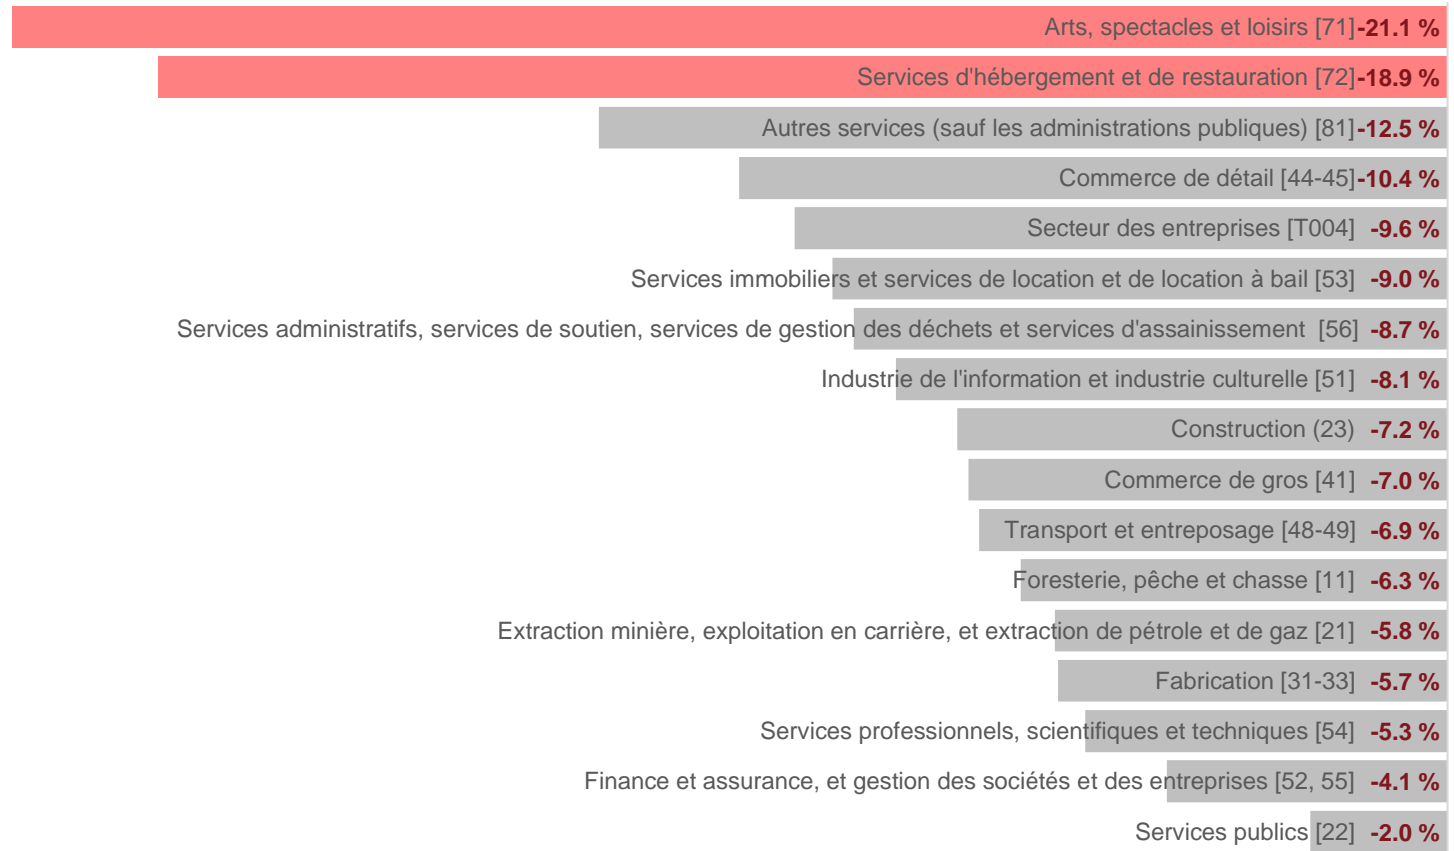 Arts, spectacles et loisirs [71] -21.1 %
Services d'hébergement et de restauration [72] -18.9 %
Autres services (sauf les administrations publiques) [81] -12.5 %
Commerce de détail [44-45] -10.4 %
Secteur des entreprises [T004] -9.6 %
Services immobiliers et services de location et de location à bail [53] -9.0 %
Services administratifs, services de soutien, services de gestion des déchets et services d'assainissement  [56] -8.7 %
Industrie de l'information et industrie culturelle [51] -8.1 %
Construction (23) -7.2 %
Commerce de gros [41] -7.0 %
Transport et entreposage [48-49] -6.9 %
Foresterie, pêche et chasse [11] -6.3 %
Extraction minière, exploitation en carrière, et extraction de pétrole et de gaz [21] -5.8 %
Fabrication [31-33] -5.7 %
Services professionnels, scientifiques et techniques [54] -5.3 %
Finance et assurance, et gestion des sociétés et des entreprises [52, 55] -4.1 %
Services publics [22] -2.0 %